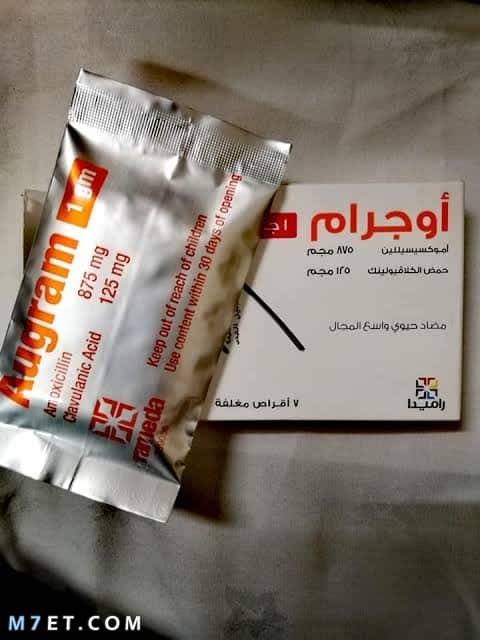 Augram 1 gm
Amoxicillin 875 mg
Clavulanic Acid 125 mg
rameda
Keep out of reach of children
Use content within 30 days of opening
أوجرام ١ج
أموكسيسيللين ٨٧٥ مجم
حمض الكلافيولينك ١٢٥ مجم
مضاد حيوي واسع المجال
٧ أقراص مغلفة
راميدا
M7ET.COM